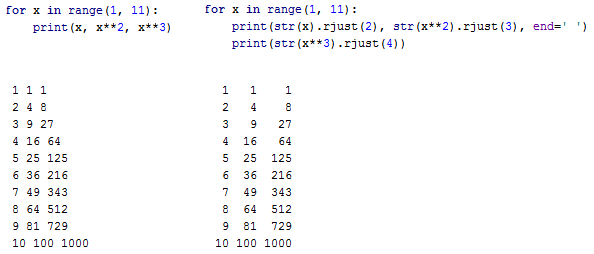 for x in range(1, 11):
    print(x, x**2, x**3)
1 1 1
2 4 8
3 9 27
4 16 64
5 25 125
6 36 216
7 49 343
8 64 512
9 81 729
10 100 1000
for x in range(1, 11):
    print(str(x).rjust(2), str(x**2).rjust(3), end=' ')
    print(str(x**3).rjust(4))
 1   1    1
 2   4    8
 3   9   27
 4  16   64
 5  25  125
 6  36  216
 7  49  343
 8  64  512
 9  81  729
10 100 1000